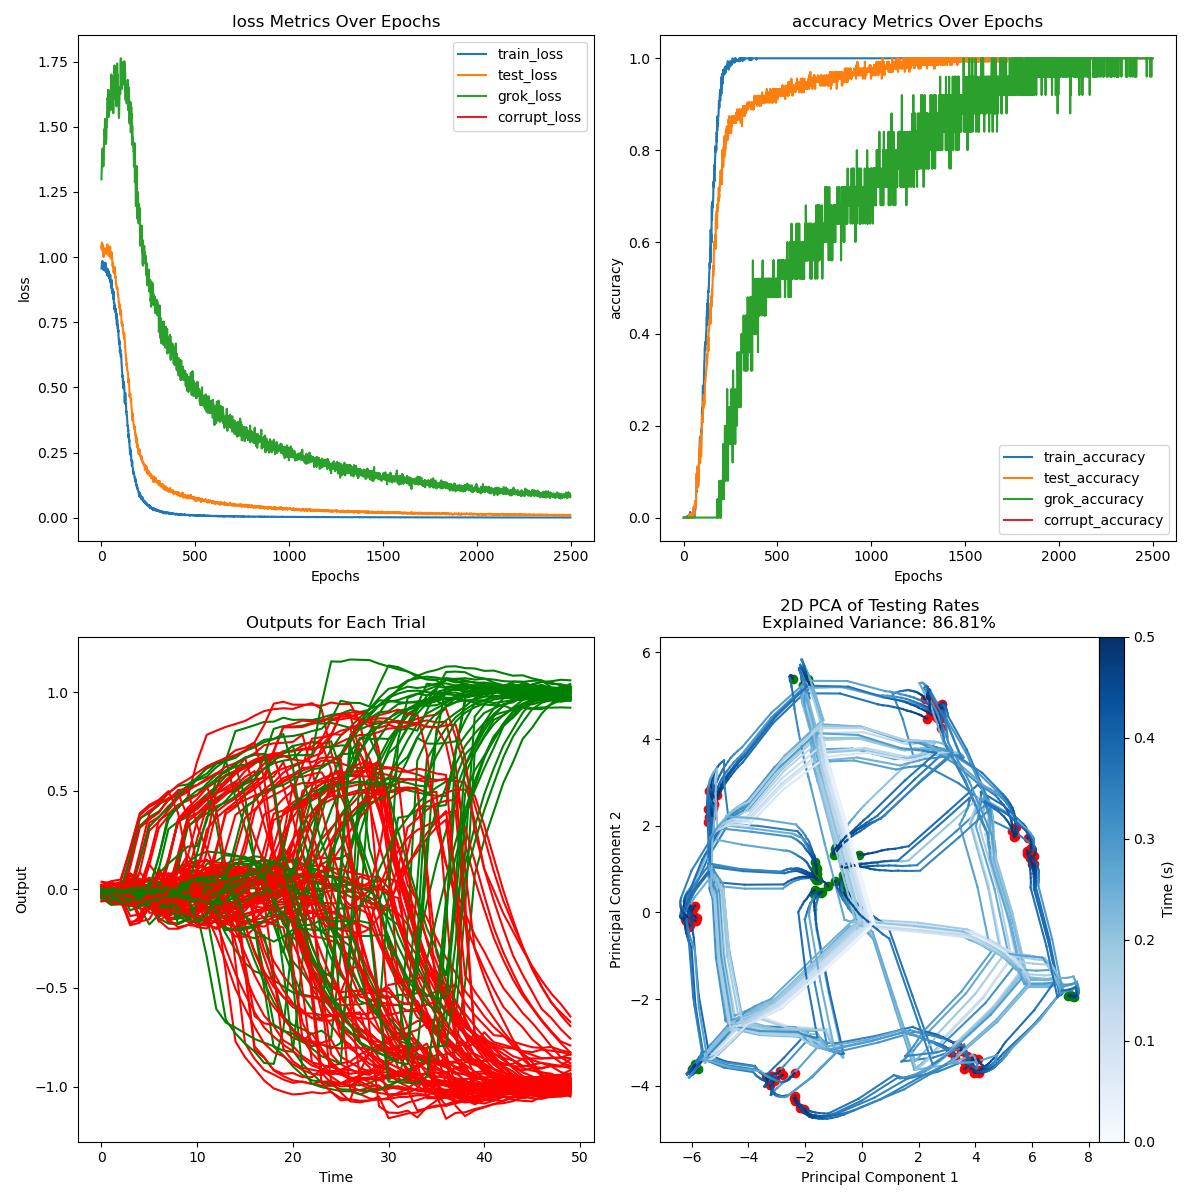 loss Metrics Over Epochs
1.75
1.50
1.25
1.00
0.75
0.50
0.25
0.00
loss
train_loss
test_loss
grok_loss
corrupt_loss
0 500 1000 1500 2000 2500
Epochs
accuracy Metrics Over Epochs
1.0
0.8
0.6
0.4
0.2
0.0
accuracy
train_accuracy
test_accuracy
grok_accuracy
corrupt_accuracy
0 500 1000 1500 2000 2500
Epochs
Outputs for Each Trial
1.0
0.5
0.0
−0.5
−1.0
Output
0 10 20 30 40 50
Time
2D PCA of Testing Rates
Explained Variance: 86.81%
6
4
2
0
−2
−4
Principal Component 2
−6 −4 −2 0 2 4 6 8
Principal Component 1
0.5
0.4
0.3
0.2
0.1
0.0
Time (s)